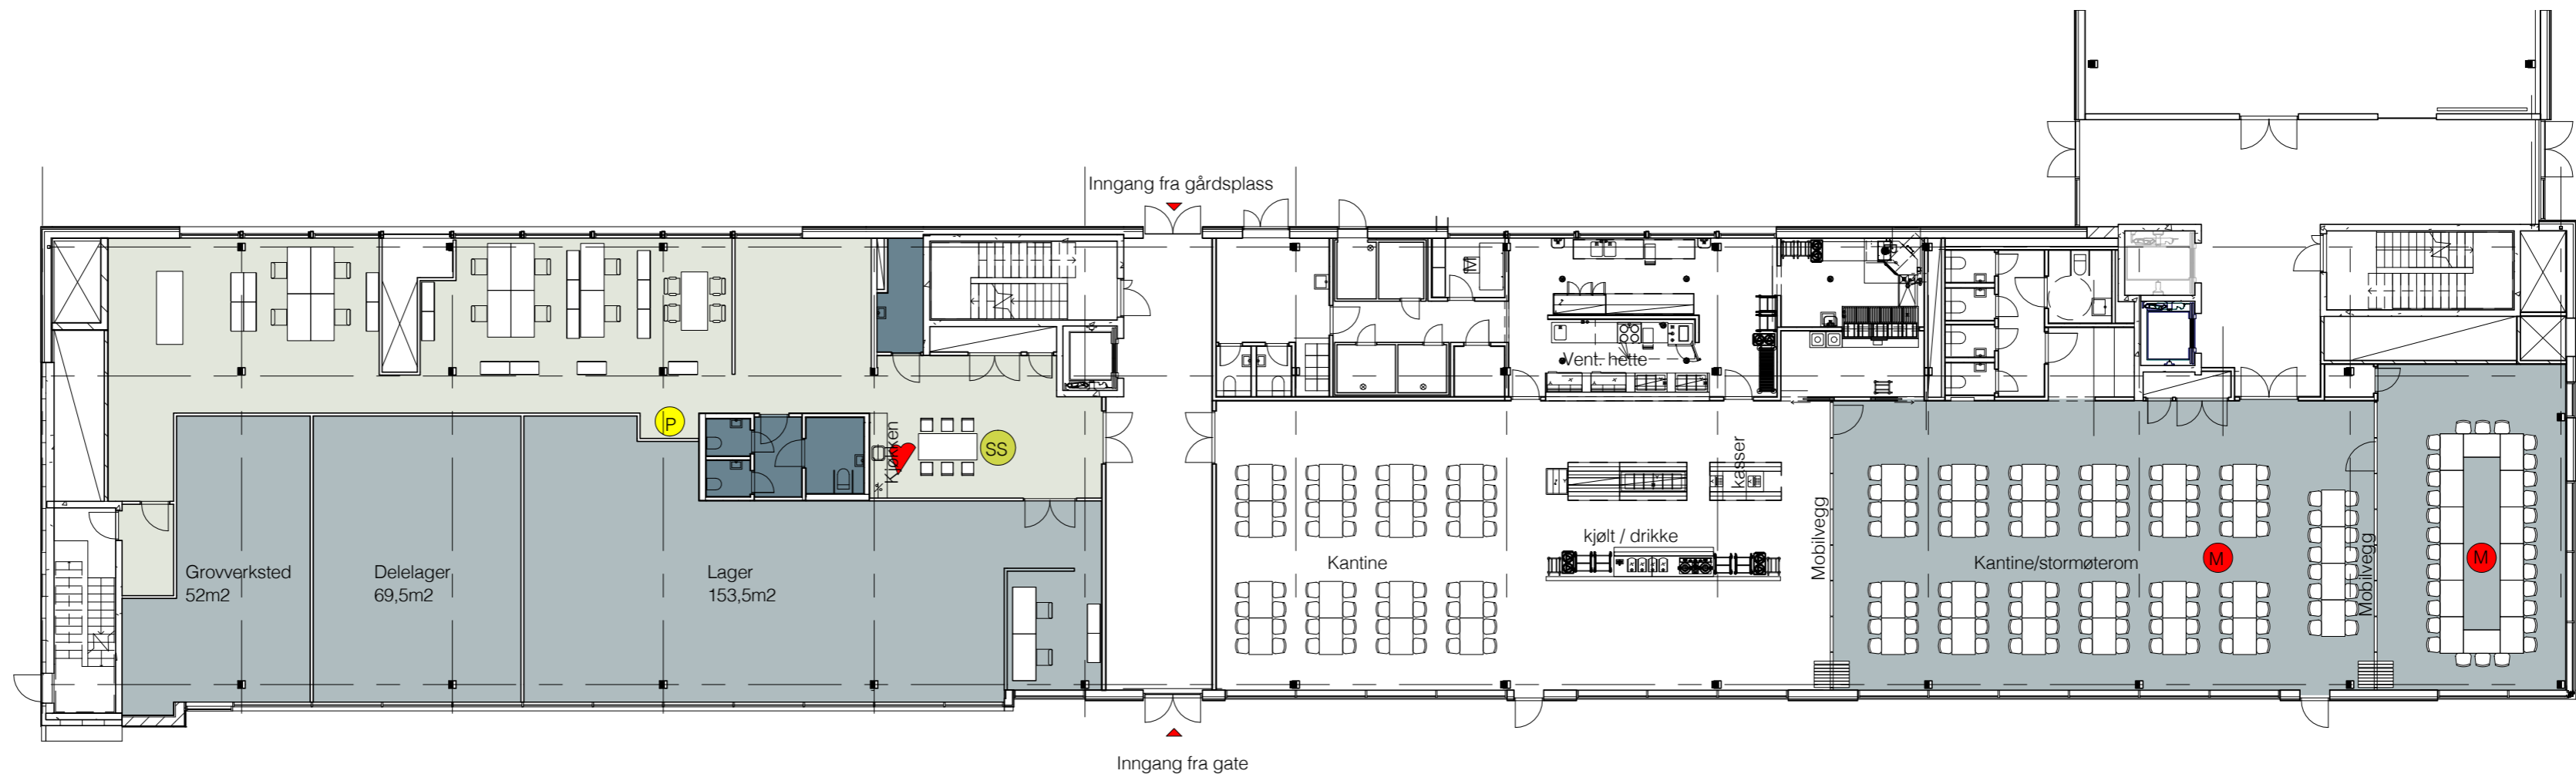 Inngang fra gårdsplass
M
Vent. hette
P
Kjøkken
SS
kasser
Mobilvegg
kjølt / drikke
Kantine
Kantine/stormøterom
M
Mobilvegg
M
Grovverksted
52m2
Delelager
69,5m2
Lager
153,5m2
Inngang fra gate